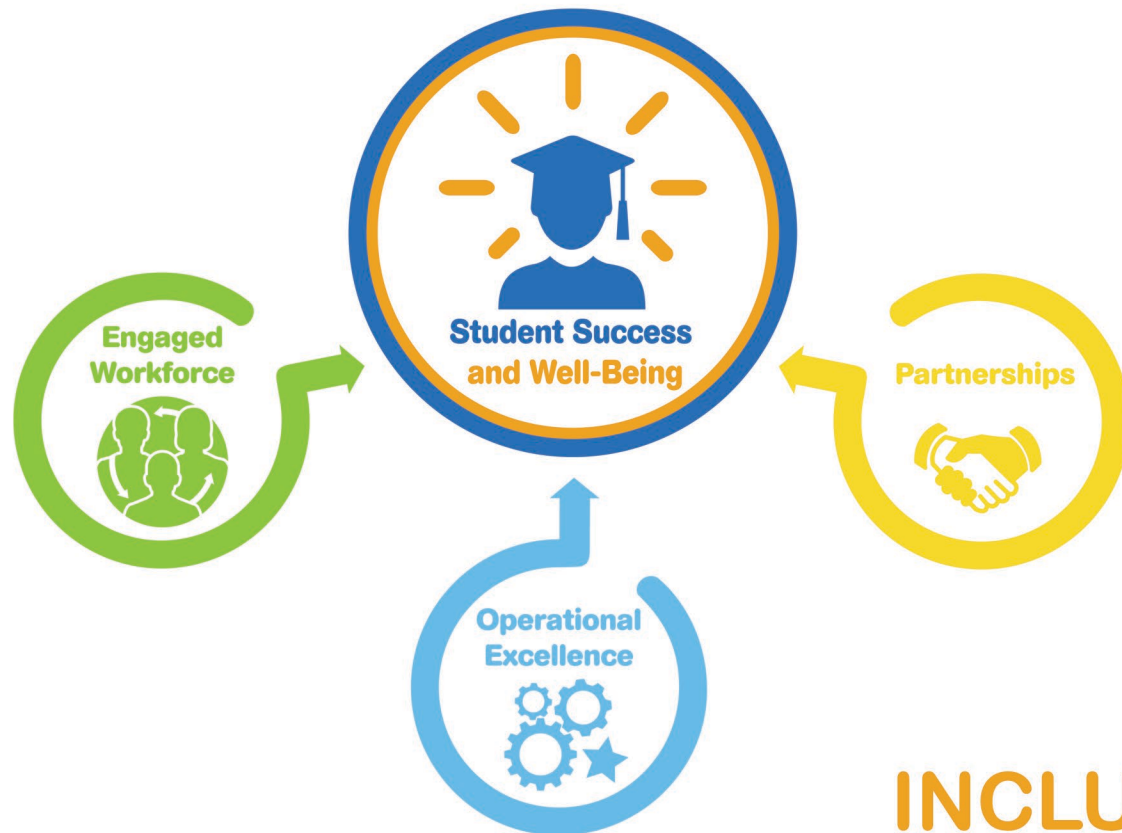 Student Success
and Well-Being
Engaged
Workforce
Partnerships
Operational
Excellence
INCLU